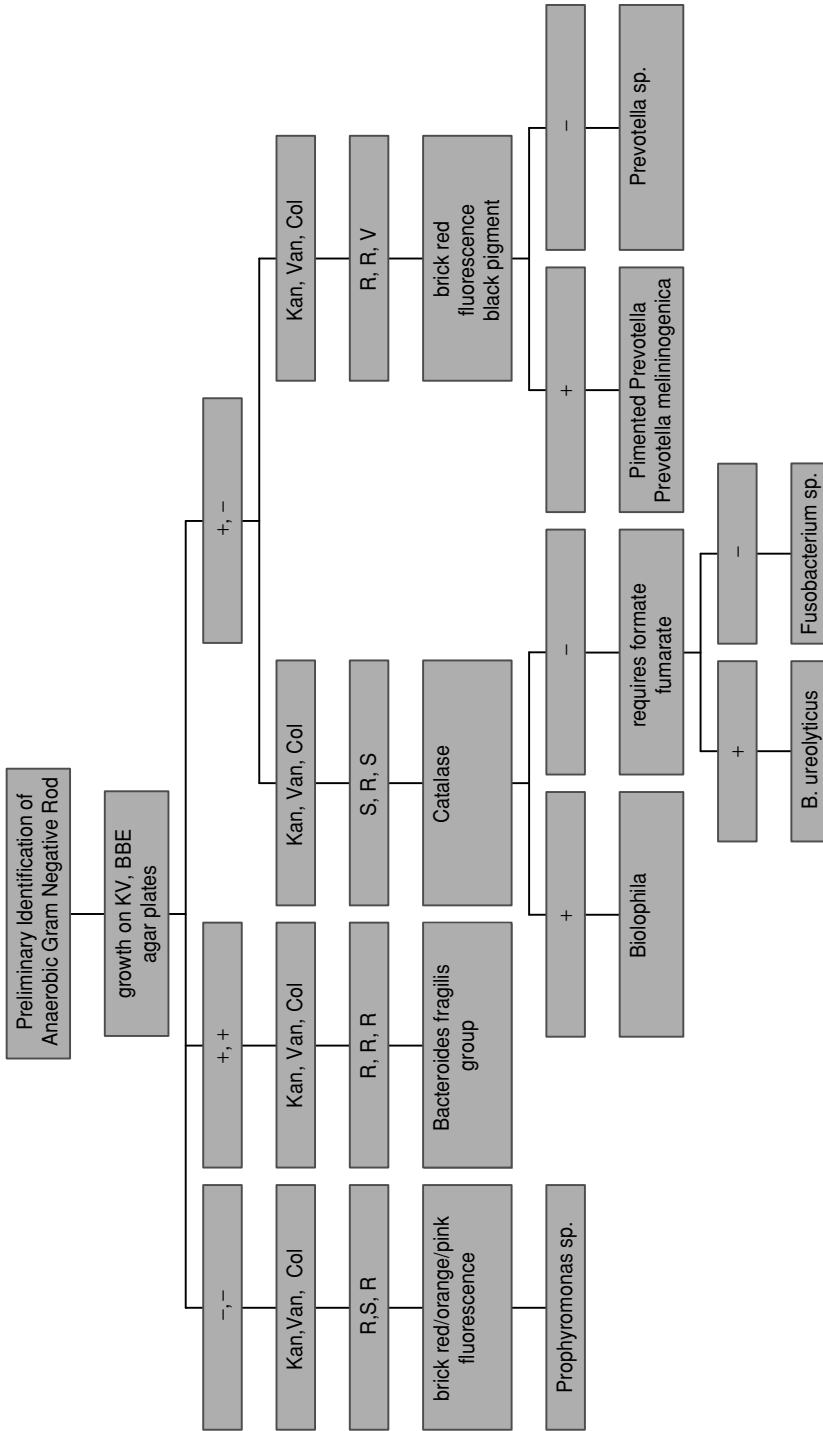 Preliminary Identification of
Anaerobic Gram Negative Rod
growth on KV, BBE
agar plates
–,–
+, +
+, –
Kan,Van, Col
Kan, Van, Col
Kan, Van, Col
Kan, Van, Col
R,S, R
R, R, R
S, R, S
R, R, V
brick red/orange/pink
fluorescence
Bacteroides fragilis
group
Catalase
brick red
fluorescence
black pigment
Prophyromonas sp.
+
–
+
–
Biolophila
requires formate
fumarate
Pimented Prevotella
Prevotella melininogenica
Prevotella sp.
+
–
B. ureolyticus
Fusobacterium sp.